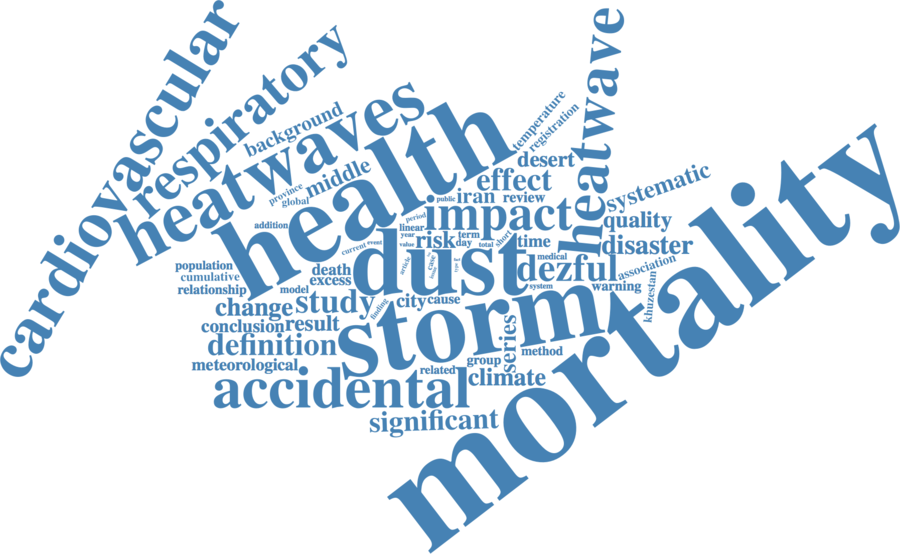 cardiovascular
respiratory
background
heatwaves
health
heatwave
mortality
temperature
registration
desert
effect
middle
province
global
public
iran
review
systematic
impact
quality
addition
period
linear
year
term
short
value
risk
day
total
time
disaster
current
event
dust
article
case
medical
dezful
association
population
cumulative
relationship
death
excess
model
system
warning
khuzestan
change
study
finding
city
cause
storm
conclusion
result
definition
series
method
group
meteorological
related
climate
accidental
significant